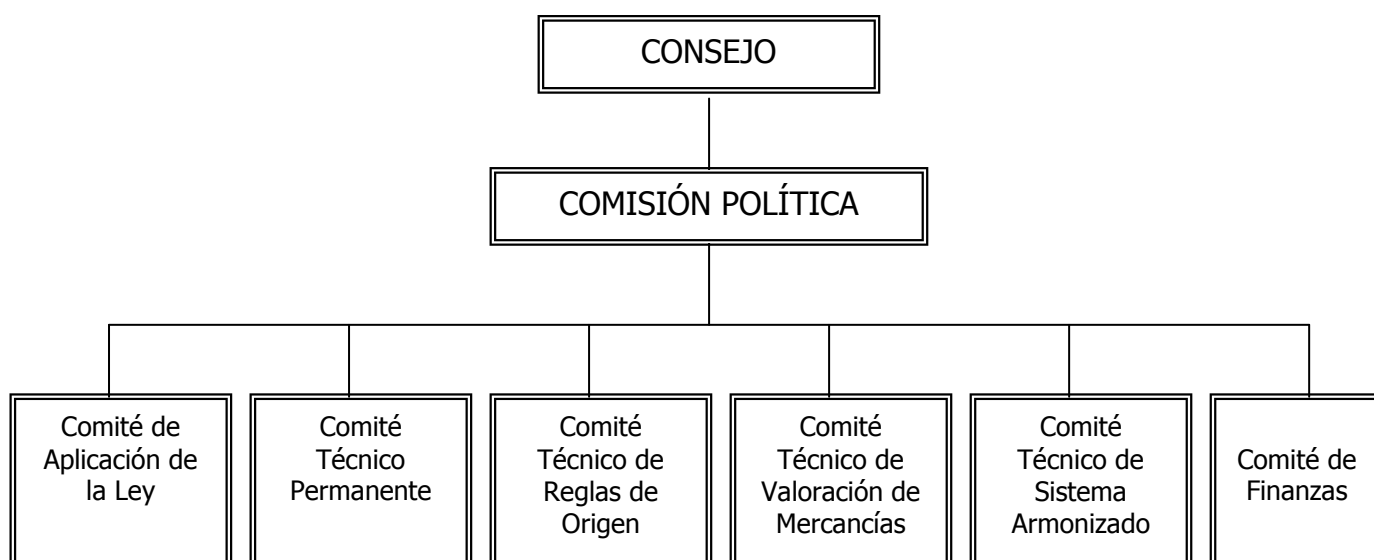 CONSEJO
COMISIÓN POLÍTICA
Comité de
Aplicación de
la Ley
Comité
Técnico
Permanente
Comité
Técnico de
Reglas de
Origen
Comité
Técnico de
Valoración de
Mercancías
Comité
Técnico de
Sistema
Armonizado
Comité de
Finanzas